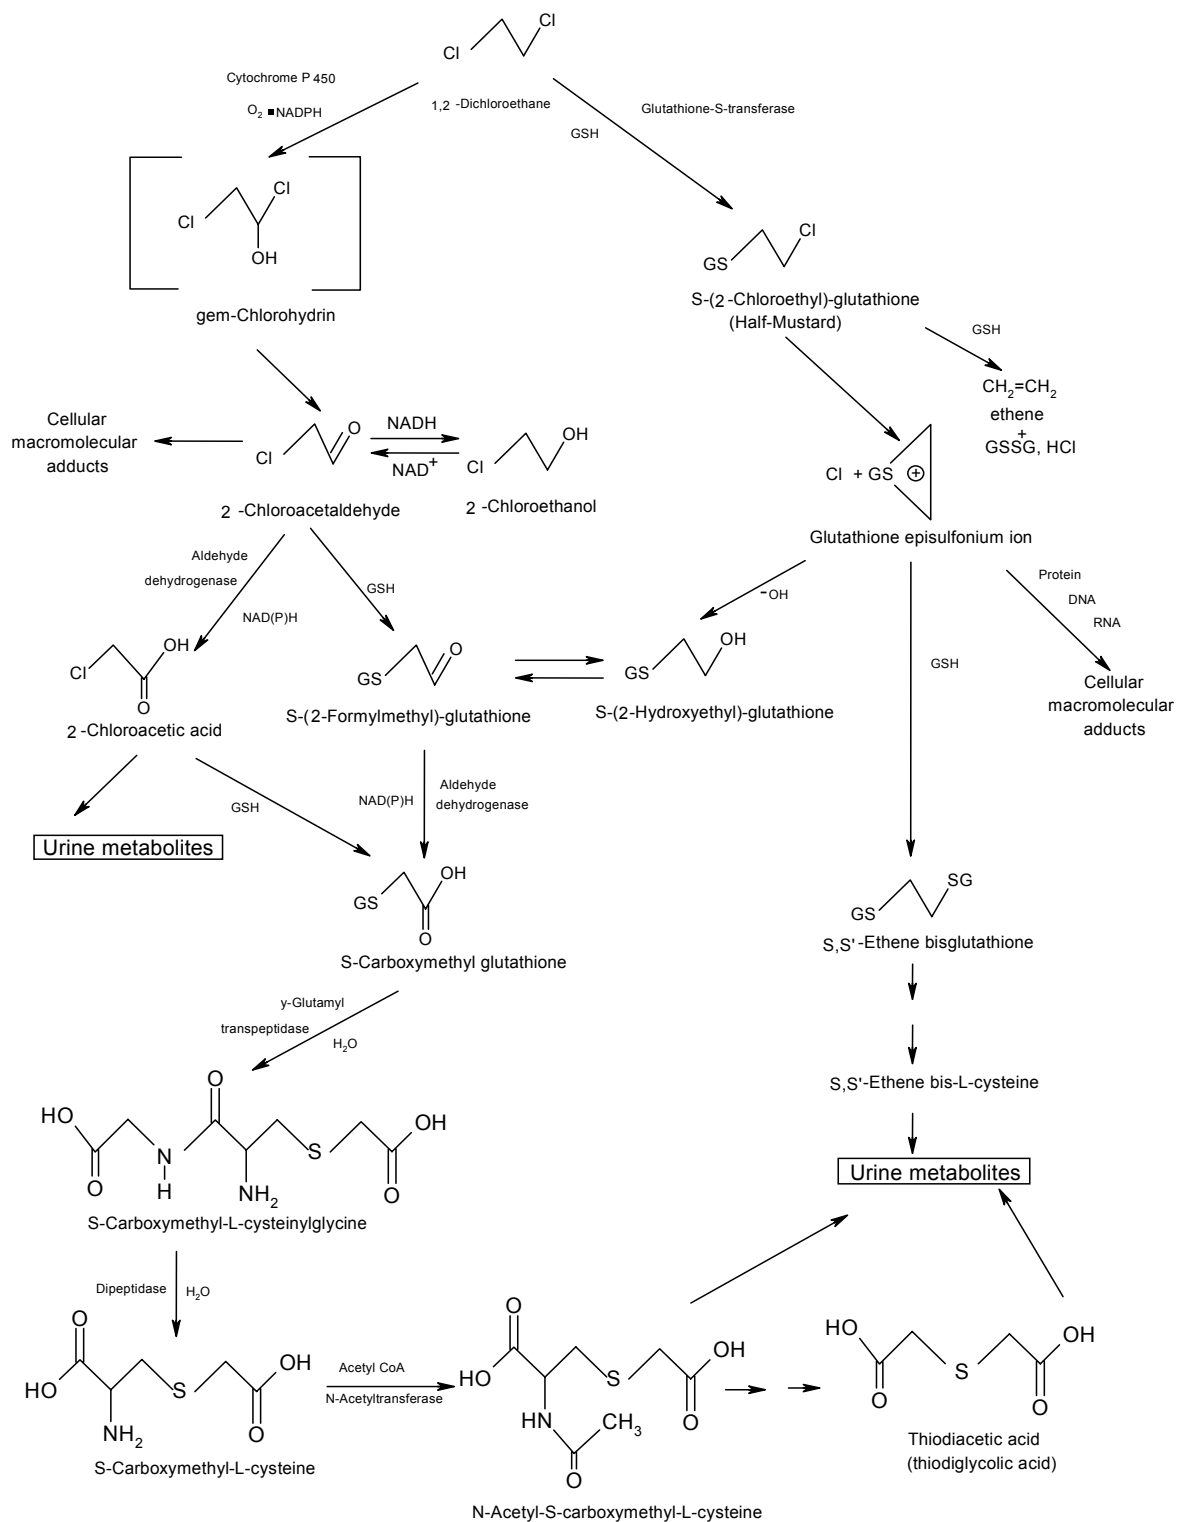 Cl
Cl
1,2 -Dichloroethane
Cytochrome P 450
O2 ■NADPH
Glutathione-S-transferase
GSH
Cl
Cl
OH
gem-Chlorohydrin
GS
Cl
S-(2-Chloroethyl)-glutathione
(Half-Mustard)
GSH
CH2=CH2
ethene
+
GSSG, HCl
Cellular
macromolecular
adducts
Cl
O
2 -Chloroacetaldehyde
NADH
NAD+
Cl
OH
2 -Chloroethanol
Cl + GS
+
Glutathione episulfonium ion
Aldehyde
dehydrogenase
NAD(P)H
GSH
-OH
Protein
DNA
RNA
Cl
OH
O
2 -Chloroacetic acid
GS
O
S-(2-Formylmethyl)-glutathione
GS
OH
S-(2-Hydroxyethyl)-glutathione
GSH
Cellular
macromolecular
adducts
Urine metabolites
GSH
NAD(P)H
Aldehyde
dehydrogenase
GS
OH
O
S-Carboxymethyl glutathione
GS
SG
S,S'-Ethene bisglutathione
y-Glutamyl
transpeptidase
H2O
S,S'-Ethene bis-L-cysteine
HO
O
N
H
O
NH2
S
OH
O
S-Carboxymethyl-L-cysteinylglycine
Urine metabolites
Dipeptidase
H2O
O
HO
NH2
S
OH
O
S-Carboxymethyl-L-cysteine
Acetyl CoA
N-Acetyltransferase
O
HO
HN
CH3
O
S
OH
O
N-Acetyl-S-carboxymethyl-L-cysteine
HO
O
S
OH
O
Thiodiacetic acid
(thiodiglycolic acid)